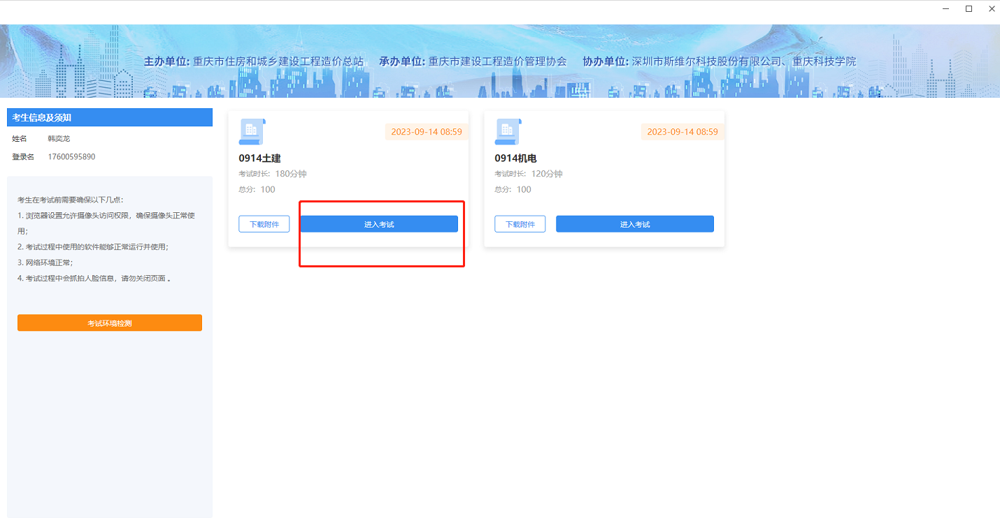 主办单位: 重庆市住房和城乡建设工程造价总站 承办单位: 重庆市建设工程造价管理协会 协办单位: 深圳市斯维尔科技股份有限公司、重庆科技学院
考生信息及须知
姓名 韩奕龙
登录名 17600595890
考生在考试前需要确保以下几点:
1. 浏览器设置允许摄像头访问权限，确保摄像头正常使
用;
2. 考试过程中使用的软件能够正常运行并使用;
3. 网络环境正常;
4. 考试过程中会抓拍人脸信息，请勿关闭页面 。
考试环境检测
2023-09-14 08:59
0914土建
考试时长: 180分钟
总分: 100
下载附件 进入考试
2023-09-14 08:59
0914机电
考试时长: 120分钟
总分: 100
下载附件 进入考试